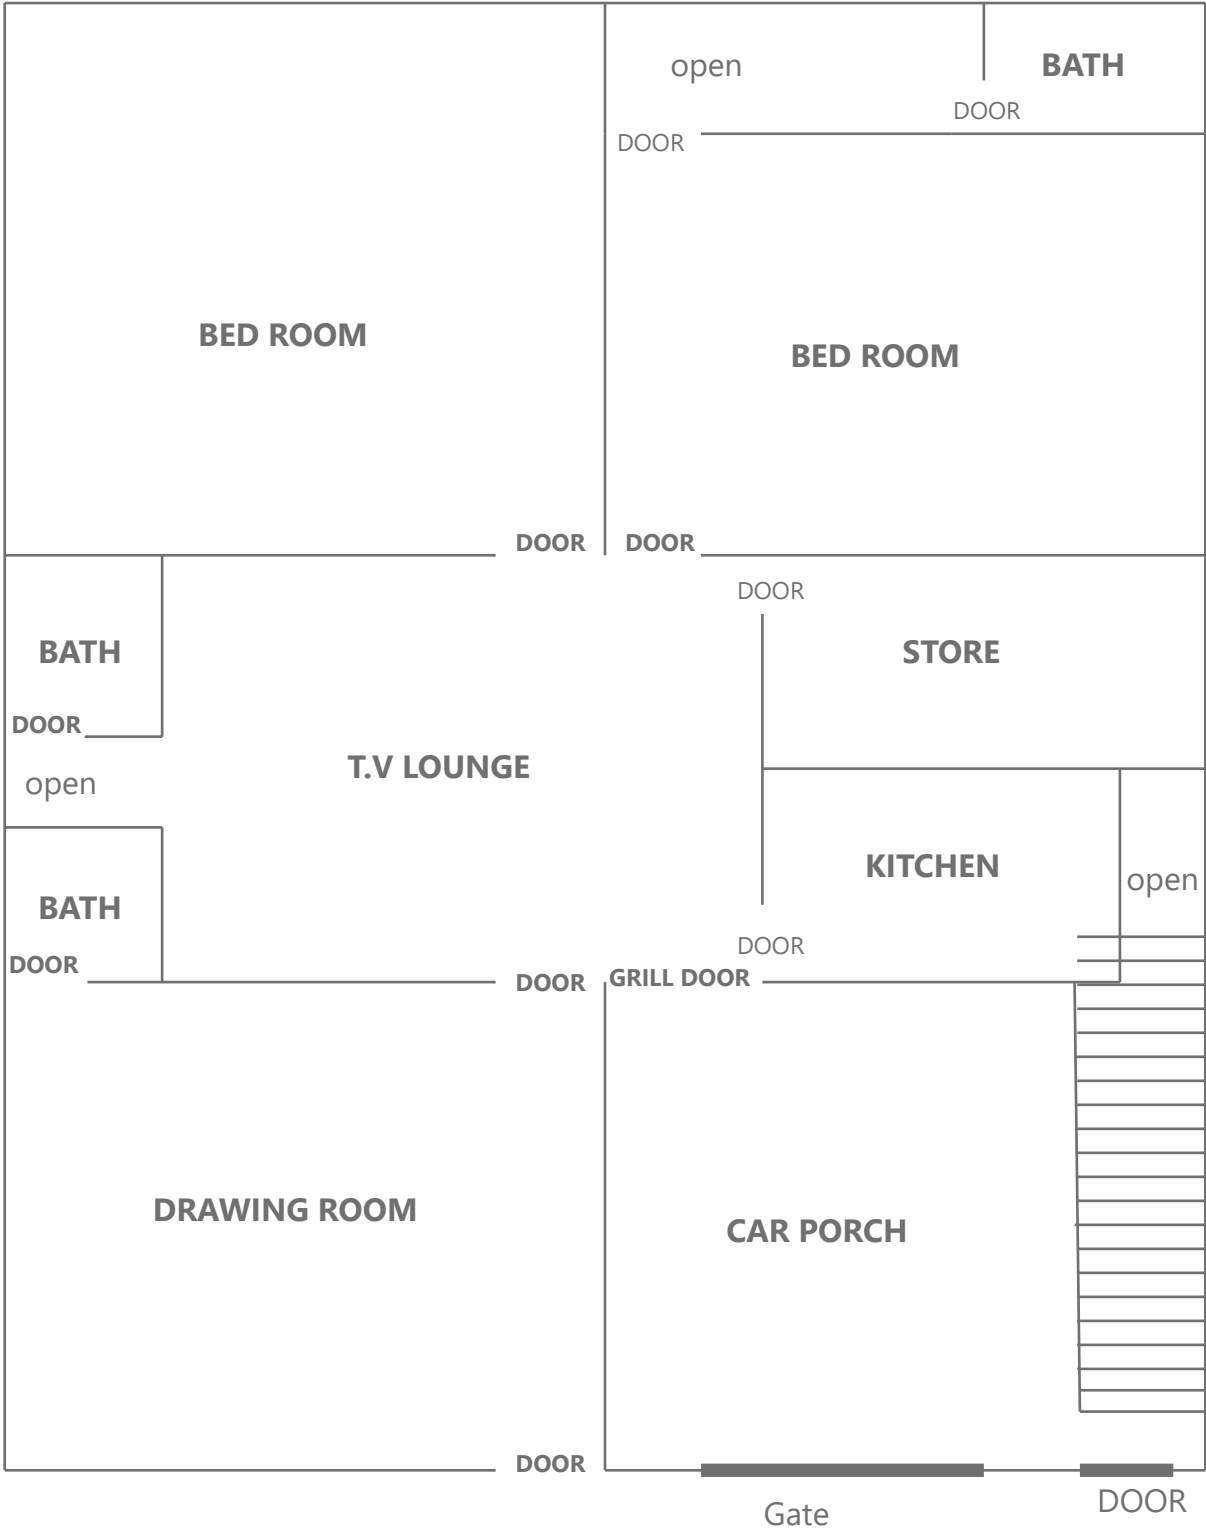 open
BATH
DOOR
DOOR
BED ROOM
BED ROOM
DOOR
DOOR
DOOR
BATH
STORE
DOOR
T.V LOUNGE
open
KITCHEN
open
BATH
DOOR
DOOR
DOOR
GRILL DOOR
DRAWING ROOM
CAR PORCH
DOOR
Gate
DOOR